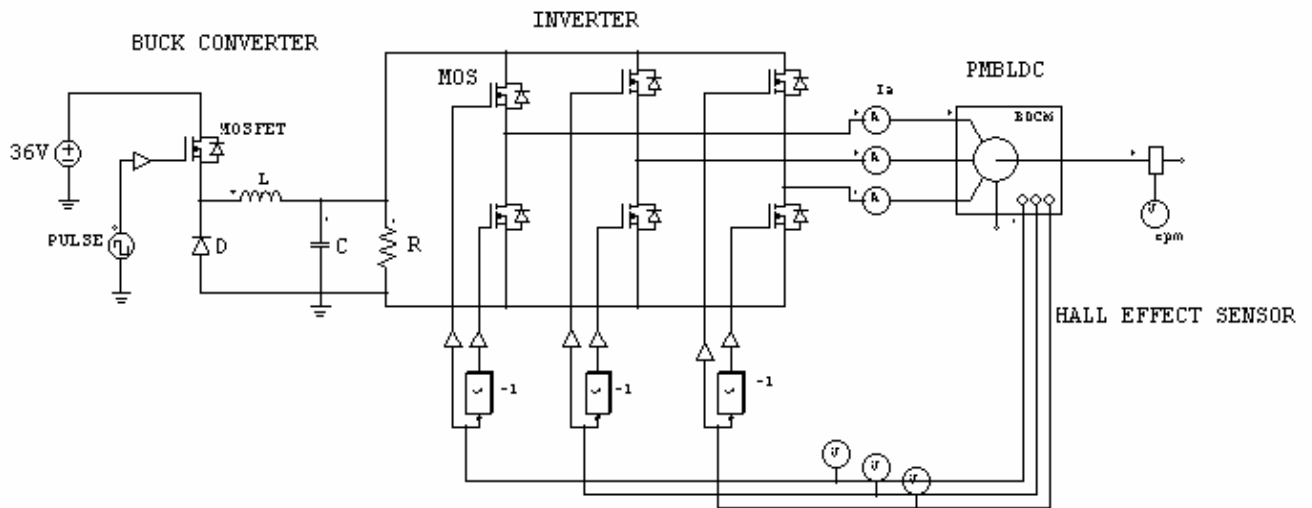 INVERTER
BUCK CONVERTER
MOS
PMBLDC
Ia
BDCM
MOSFET
A
36V
L
A
A
PULSE
D
C
R
V
rpm
HALL EFFECT SENSOR
-1
-1
-1
V
V
V